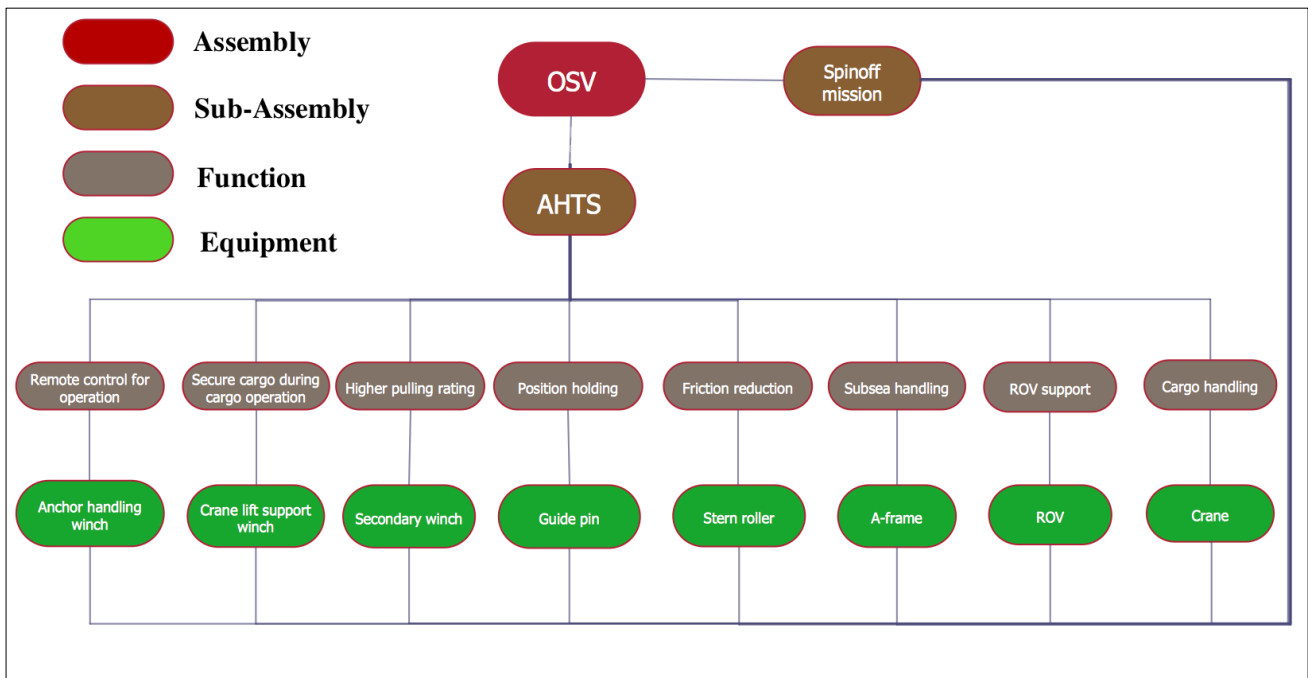 Assembly
Sub-Assembly
Function
Equipment
OSV
Spinoff
mission
AHTS
Remote control for
operation
Secure cargo during
cargo operation
Higher pulling rating
Position holding
Friction reduction
Subsea handling
ROV support
Cargo handling
Anchor handling
winch
Crane lift support
winch
Secondary winch
Guide pin
Stern roller
A-frame
ROV
Crane